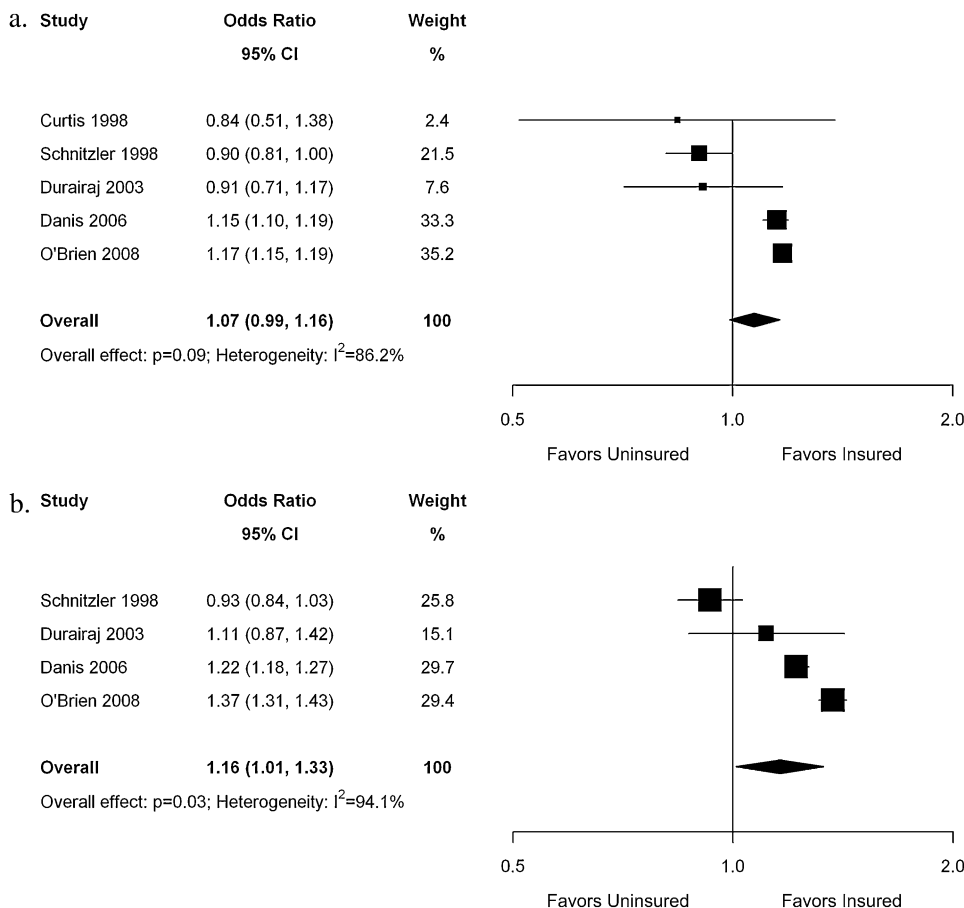 a. Study Odds Ratio Weight
95% CI %
Curtis 1998 0.84 (0.51, 1.38) 2.4
Schnitzler 1998 0.90 (0.81, 1.00) 21.5
Durairaj 2003 0.91 (0.71, 1.17) 7.6
Danis 2006 1.15 (1.10, 1.19) 33.3
O'Brien 2008 1.17 (1.15, 1.19) 35.2
Overall 1.07 (0.99, 1.16) 100
Overall effect: p=0.09; Heterogeneity: I²=86.2%
0.5 1.0 2.0
Favors Uninsured Favors Insured
b. Study Odds Ratio Weight
95% CI %
Schnitzler 1998 0.93 (0.84, 1.03) 25.8
Durairaj 2003 1.11 (0.87, 1.42) 15.1
Danis 2006 1.22 (1.18, 1.27) 29.7
O'Brien 2008 1.37 (1.31, 1.43) 29.4
Overall 1.16 (1.01, 1.33) 100
Overall effect: p=0.03; Heterogeneity: I²=94.1%
0.5 1.0 2.0
Favors Uninsured Favors Insured